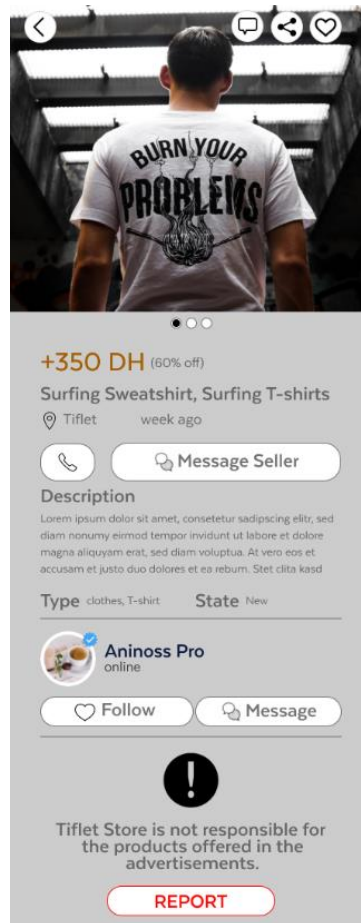 BURN YOUR
PROBLEMS
+350 DH (60% off)
Surfing Sweatshirt, Surfing T-shirts
Tiflet week ago
Message Seller
Description
Lorem ipsum dolor sit amet, consetetur sadipscing elitr, sed
diam nonumy eirmod tempor invidunt ut labore et dolore
magna aliquyam erat, sed diam voluptua. At vero eos et
accusam et justo duo dolores et ea rebum. Stet clita kasd
Type clothes, T-shirt State New
Aninoss Pro
online
Follow Message
Tiflet Store is not responsible for
the products offered in the
advertisements.
REPORT